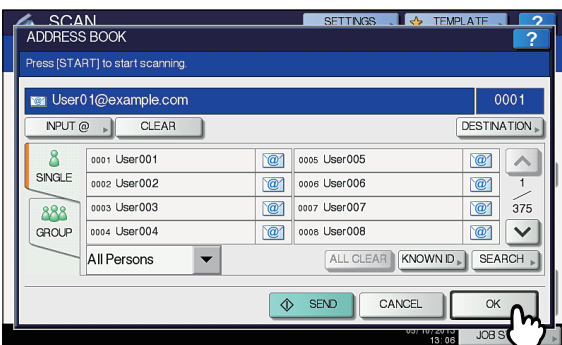 SCAN SETTINGS TEMPLATE ?
ADDRESS BOOK ?
Press [START] to start scanning.
User01@example.com 0001
INPUT @ CLEAR DESTINATION
SINGLE
0001 User001 @ 0005 User005 @
0002 User002 @ 0006 User006 @
1
0003 User003 @ 0007 User007 @
375
GROUP
0004 User004 @ 0008 User008 @
All Persons ALL CLEAR KNOWN ID SEARCH
SEND CANCEL OK
13:06 JOB S